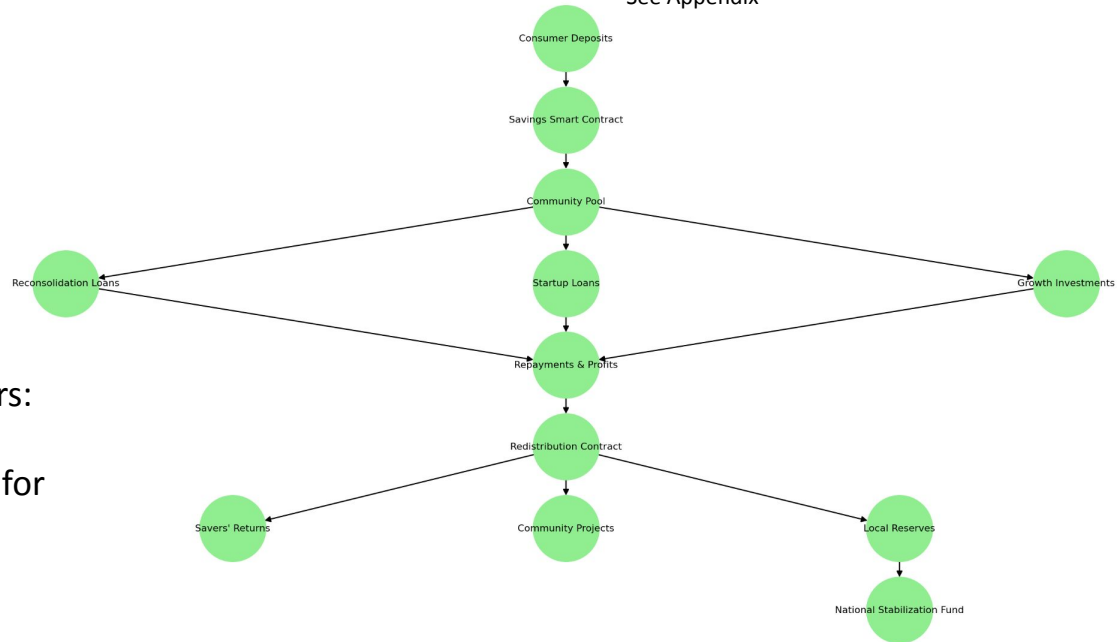 See Appendix
Consumer Deposits
Savings Smart Contract
Community Pool
Reconsolidation Loans
Startup Loans
Growth Investments
Repayments & Profits
rs:
Redistribution Contract
for
Savers' Returns
Community Projects
Local Reserves
National Stabilization Fund